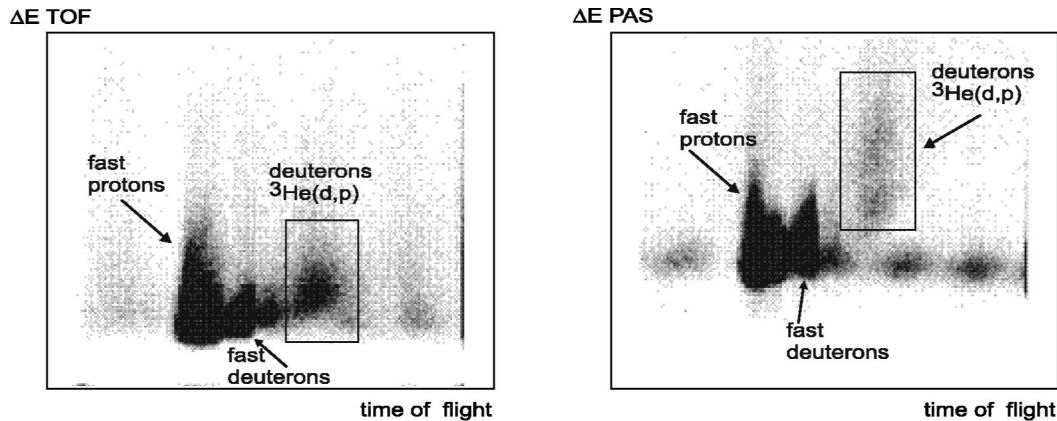 ΔE TOF
fast
protons
deuterons
³He(d,p)
fast
deuterons
time of flight
ΔE PAS
fast
protons
deuterons
³He(d,p)
fast
deuterons
time of flight